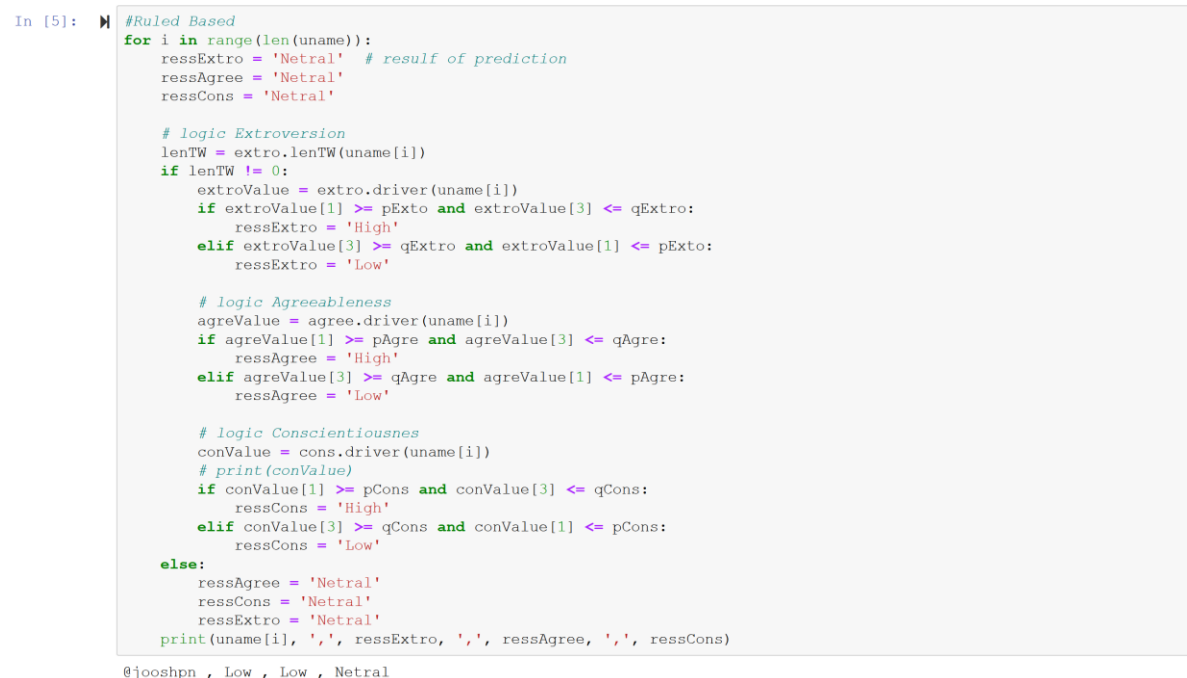 In [5]: #Ruled Based
for i in range(len(uname)):
    ressExtro = 'Netral'  # resulf of prediction
    ressAgree = 'Netral'
    ressCons = 'Netral'

    # logic Extroversion
    lenTW = extro.lenTW(uname[i])
    if lenTW != 0:
        extroValue = extro.driver(uname[i])
        if extroValue[1] >= pExto and extroValue[3] <= qExtro:
            ressExtro = 'High'
        elif extroValue[3] >= qExtro and extroValue[1] <= pExto:
            ressExtro = 'Low'

        # logic Agreeableness
        agreValue = agree.driver(uname[i])
        if agreValue[1] >= pAgre and agreValue[3] <= qAgre:
            ressAgree = 'High'
        elif agreValue[3] >= qAgre and agreValue[1] <= pAgre:
            ressAgree = 'Low'

        # logic Conscientiousnes
        conValue = cons.driver(uname[i])
        # print(conValue)
        if conValue[1] >= pCons and conValue[3] <= qCons:
            ressCons = 'High'
        elif conValue[3] >= qCons and conValue[1] <= pCons:
            ressCons = 'Low'
    else:
        ressAgree = 'Netral'
        ressCons = 'Netral'
        ressExtro = 'Netral'
    print(uname[i], ',', ressExtro, ',', ressAgree, ',', ressCons)
@jooshpn , Low , Low , Netral